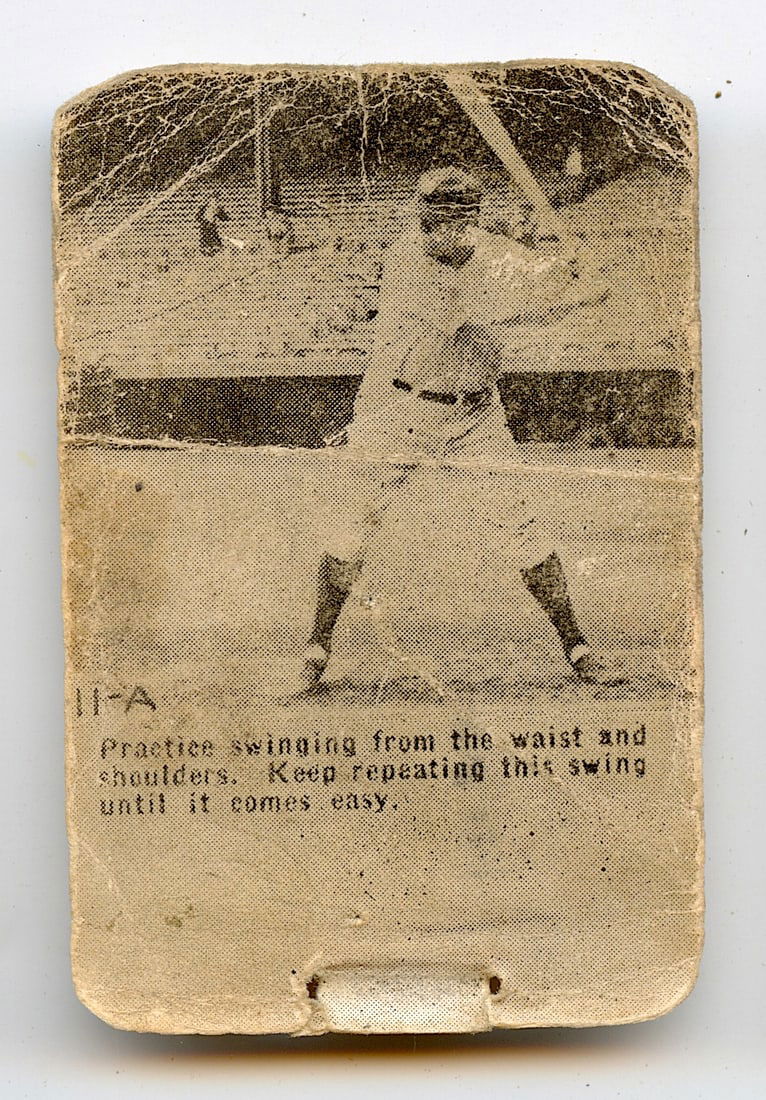 11-A
Practice swinging from the waist and
shoulders. Keep repeating this swing
until it comes easy.